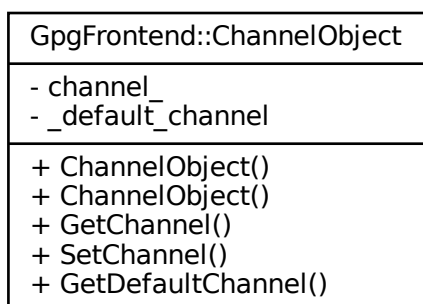 GpgFrontend::ChannelObject
- channel_
- _default_channel
+ ChannelObject()
+ ChannelObject()
+ GetChannel()
+ SetChannel()
+ GetDefaultChannel()